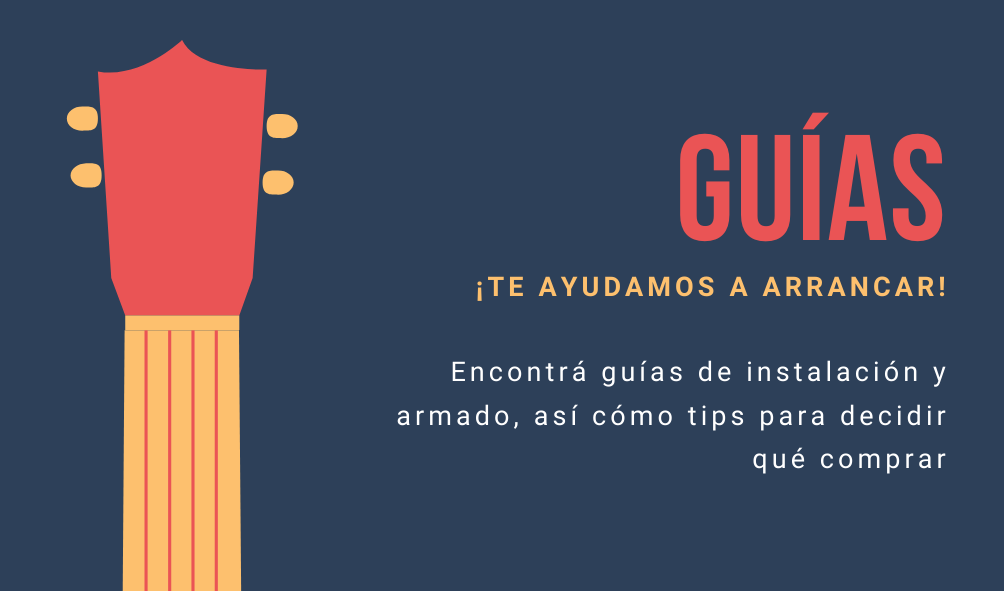 GUÍAS
¡TE AYUDAMOS A ARRANCAR!
Encontrá guías de instalación y
armado, así cómo tips para decidir
qué comprar